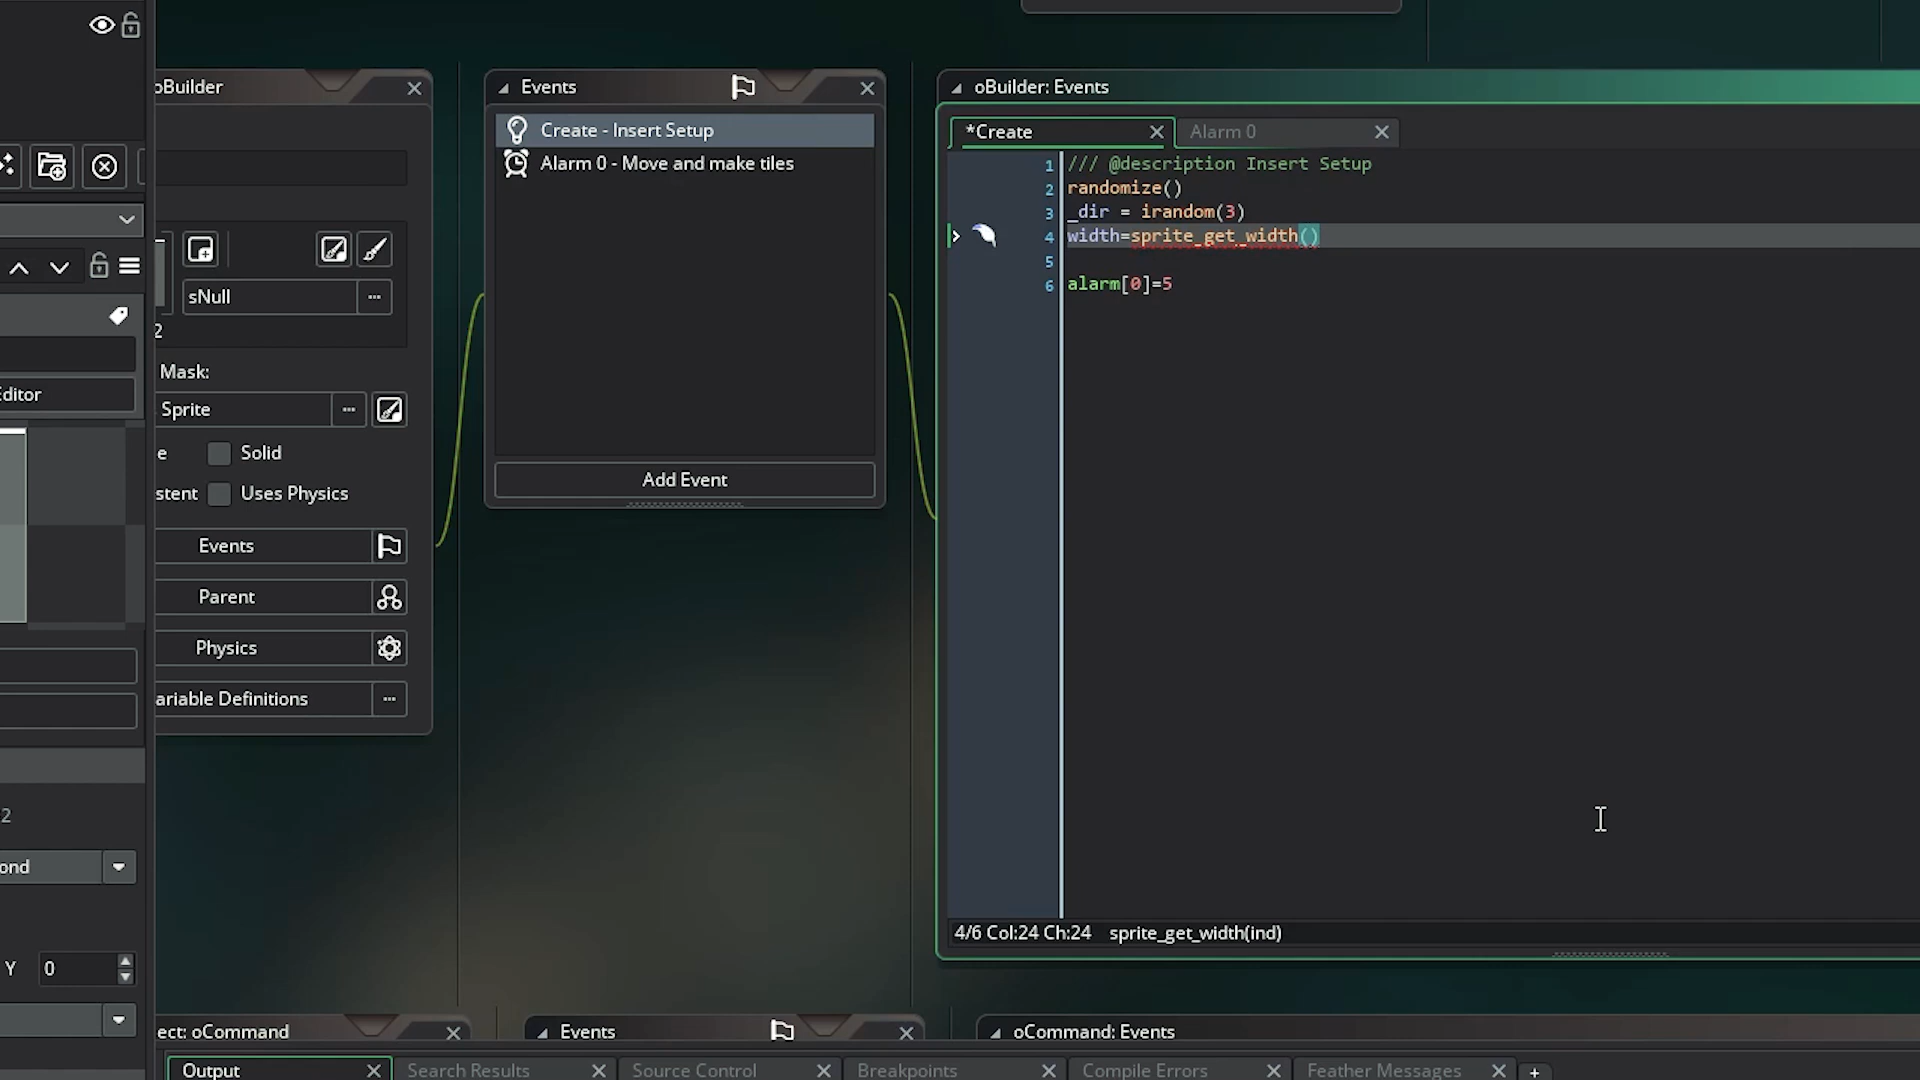 oBuilder
Events
oBuilder: Events
*Create
Alarm 0
Create - Insert Setup
Alarm 0 - Move and make tiles
1 /// @description Insert Setup
2 randomize()
3 _dir = irandom(3)
4 width=sprite_get_width()
5
6 alarm[0]=5
sNull
2
Mask:
Sprite
Editor
e
Solid
stent
Uses Physics
Add Event
Events
Parent
Physics
ariable Definitions
2
ond
Y
0
4/6 Col:24 Ch:24 sprite_get_width(ind)
ect: oCommand
Events
oCommand: Events
Output
Search Results
Source Control
Breakpoints
Compile Errors
Feather Messages